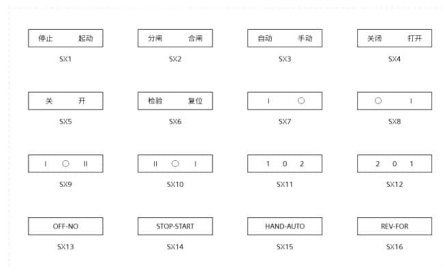 停止 起动 分闸 合闸 自动 手动 关闭 打开
SX1 SX2 SX3 SX4
关 开 检验 复位 I ○ ○ I
SX5 SX6 SX7 SX8
I ○ II II ○ I 1 0 2 2 0 1
SX9 SX10 SX11 SX12
OFF-NO STOP-START HAND-AUTO REV-FOR
SX13 SX14 SX15 SX16